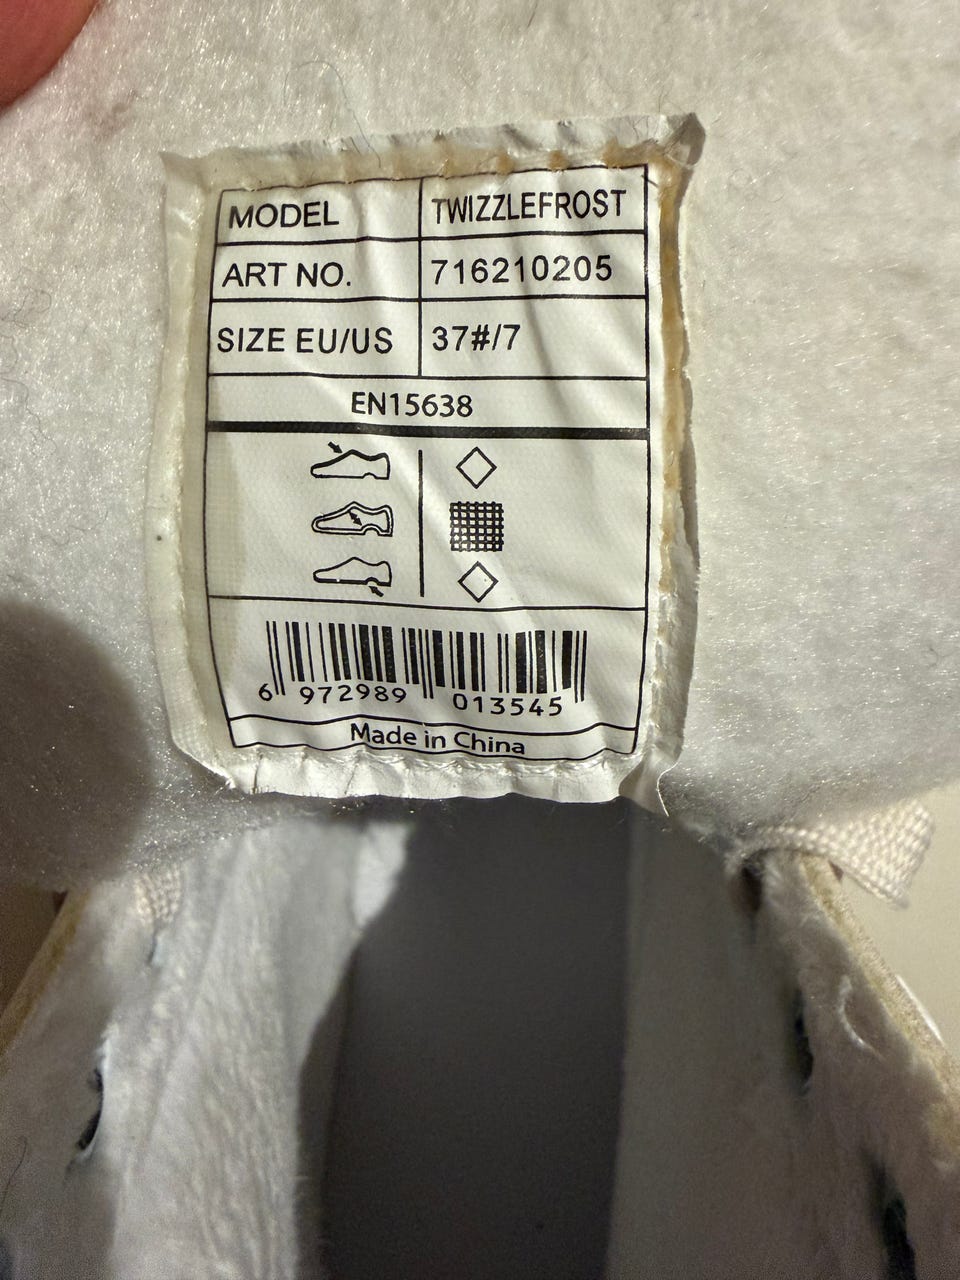 MODEL TWIZZLEFROST
ART NO. 716210205
SIZE EU/US 37#/7
EN15638
6 972989 013545
Made in China